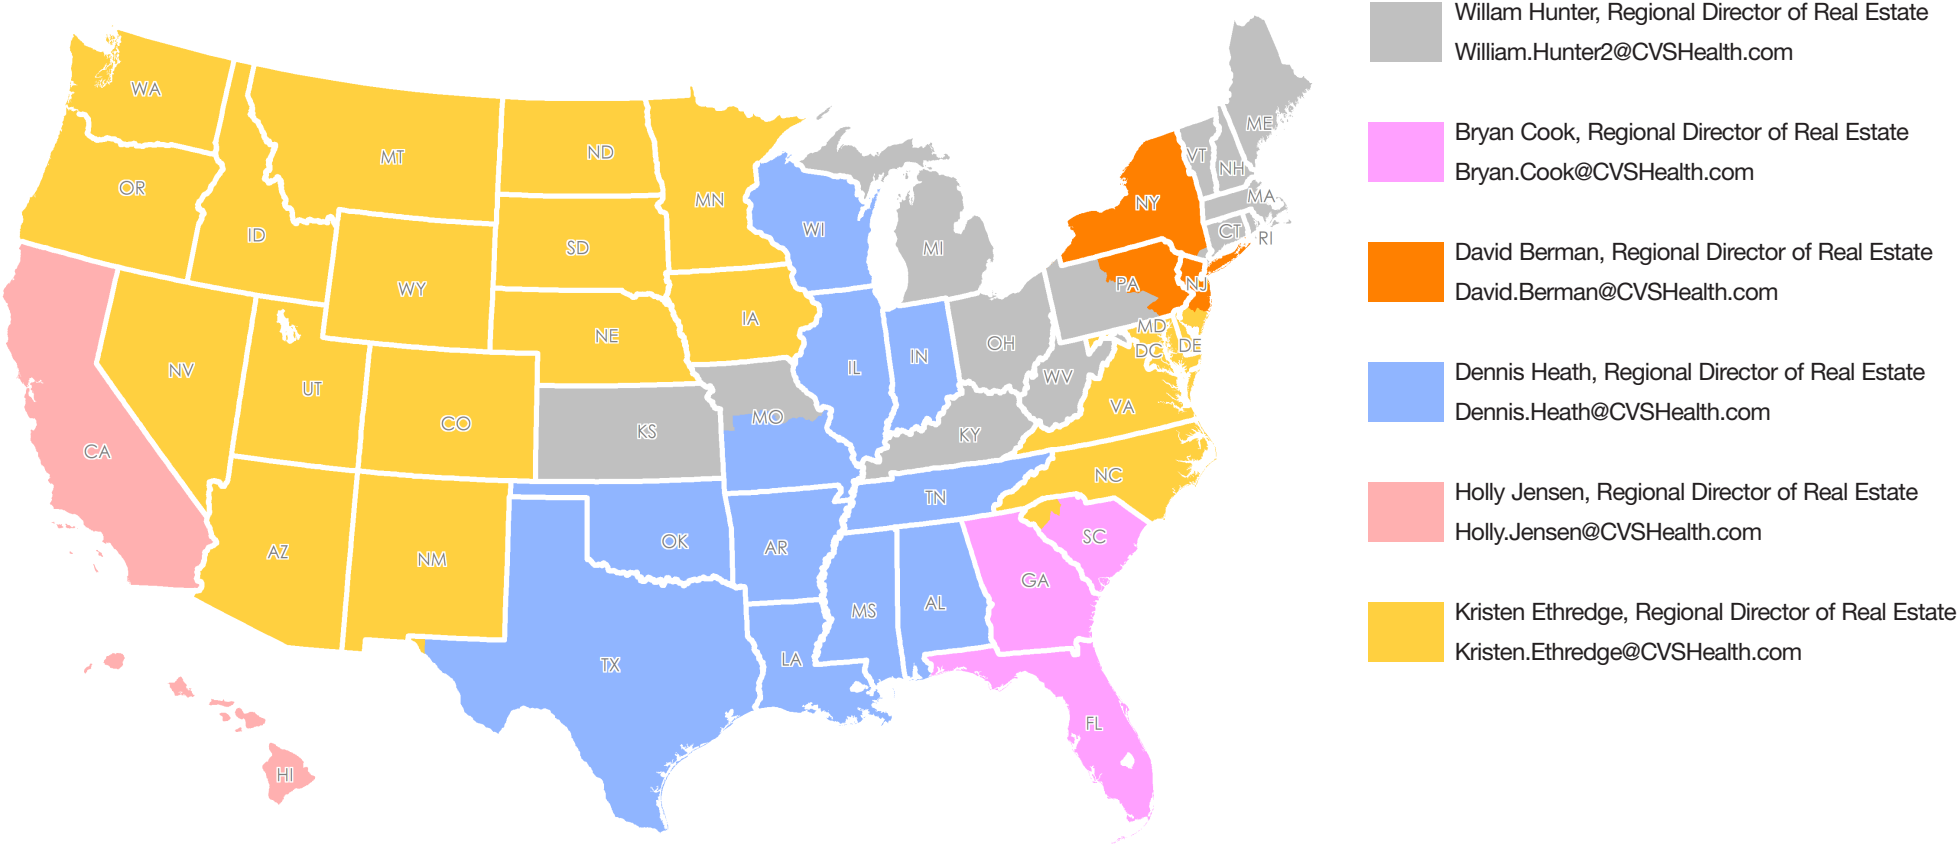 Willam Hunter, Regional Director of Real Estate
William.Hunter2@CVSHealth.com
Bryan Cook, Regional Director of Real Estate
Bryan.Cook@CVSHealth.com
David Berman, Regional Director of Real Estate
David.Berman@CVSHealth.com
Dennis Heath, Regional Director of Real Estate
Dennis.Heath@CVSHealth.com
Holly Jensen, Regional Director of Real Estate
Holly.Jensen@CVSHealth.com
Kristen Ethredge, Regional Director of Real Estate
Kristen.Ethredge@CVSHealth.com
WA
OR
ID
MT
ND
MN
SD
WY
NE
IA
NV
UT
CO
CA
AZ
NM
KS
MO
OK
TX
AR
LA
WI
IL
IN
MI
OH
KY
TN
MS
AL
GA
FL
SC
NC
VA
WV
PA
NY
NJ
MD
DC
DE
VT
NH
ME
MA
CT
RI
HI